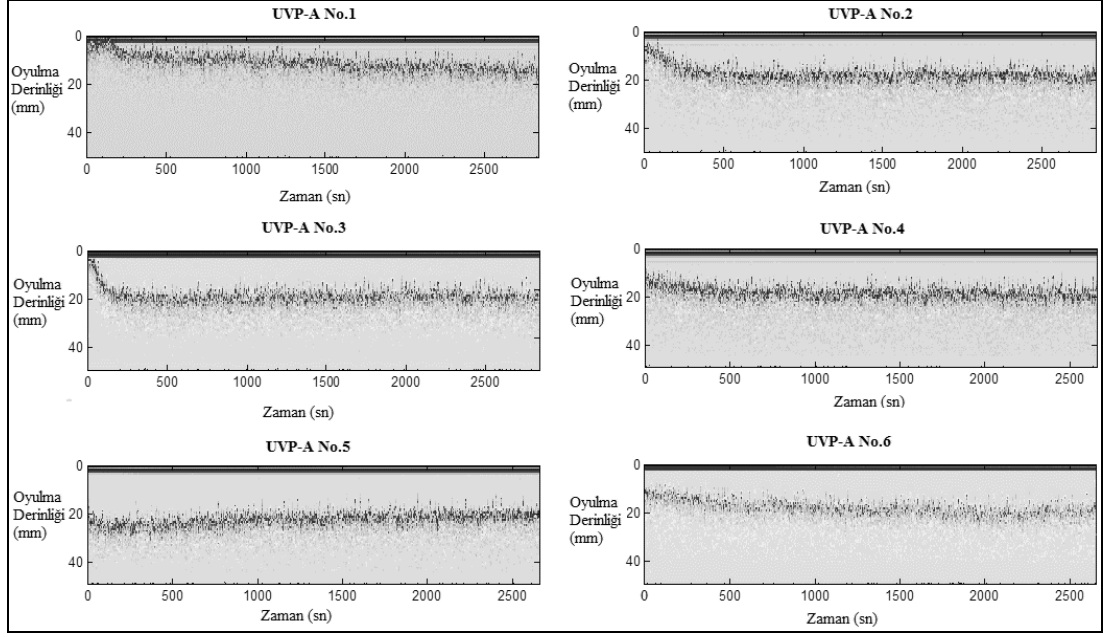 UVP-A No.1
Oyulma
Derinliği
(mm)
0
20
40
0 500 1000 1500 2000 2500
Zaman (sn)
UVP-A No.2
Oyulma
Derinliği
(mm)
0
20
40
0 500 1000 1500 2000 2500
Zaman (sn)
UVP-A No.3
Oyulma
Derinliği
(mm)
0
20
40
0 500 1000 1500 2000 2500
Zaman (sn)
UVP-A No.4
Oyulma
Derinliği
(mm)
0
20
40
0 500 1000 1500 2000 2500
Zaman (sn)
UVP-A No.5
Oyulma
Derinliği
(mm)
0
20
40
0 500 1000 1500 2000 2500
Zaman (sn)
UVP-A No.6
Oyulma
Derinliği
(mm)
0
20
40
0 500 1000 1500 2000 2500
Zaman (sn)